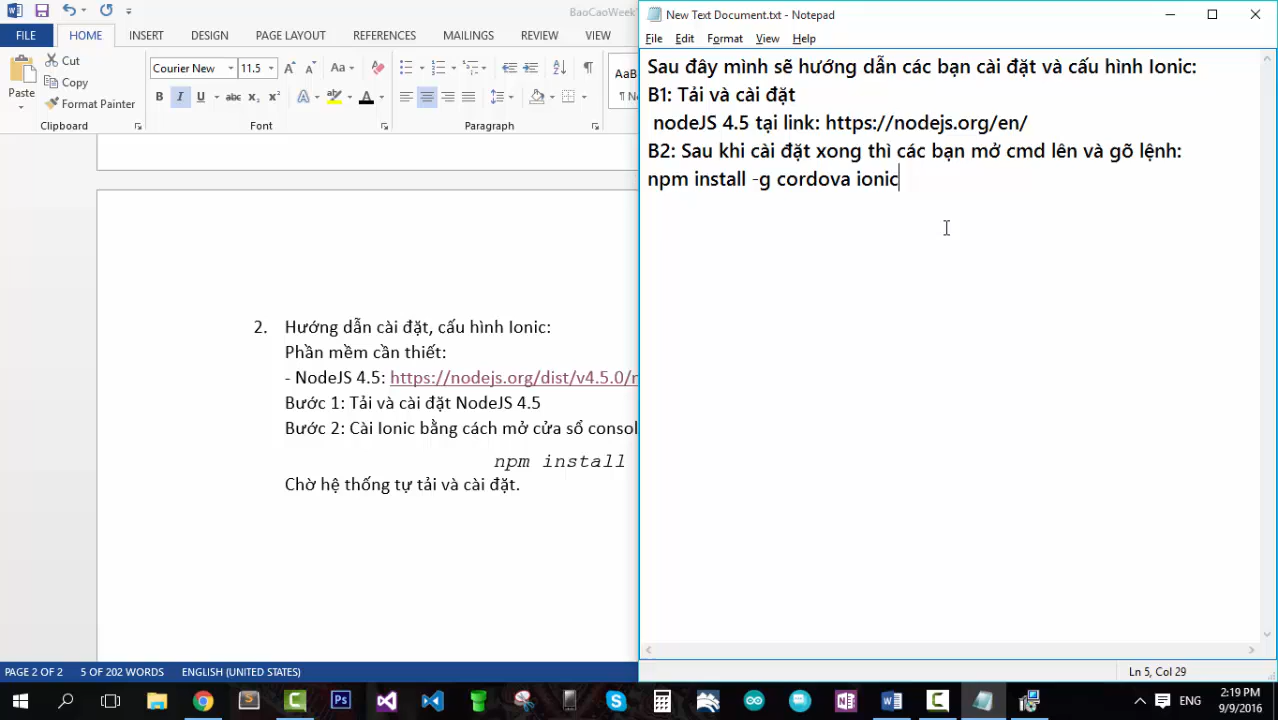 BaoCaoWeek
New Text Document.txt - Notepad
FILE HOME INSERT DESIGN PAGE LAYOUT REFERENCES MAILINGS REVIEW VIEW
File Edit Format View Help
Cut
Copy
Format Painter
Paste
Courier New 11.5 Aa
B I U abc x₂ x² A A
AaB
¶ No
Clipboard Font Paragraph
Sau đây mình sẽ hướng dẫn các bạn cài đặt và cấu hình Ionic:
B1: Tải và cài đặt
nodeJS 4.5 tại link: https://nodejs.org/en/
B2: Sau khi cài đặt xong thì các bạn mở cmd lên và gõ lệnh:
npm install -g cordova ionic
2. Hướng dẫn cài đặt, cấu hình Ionic:
Phần mềm cần thiết:
- NodeJS 4.5: https://nodejs.org/dist/v4.5.0/n
Bước 1: Tải và cài đặt NodeJS 4.5
Bước 2: Cài Ionic bằng cách mở cửa sổ consol
npm install
Chờ hệ thống tự tải và cài đặt.
PAGE 2 OF 2 5 OF 202 WORDS ENGLISH (UNITED STATES)
Ln 5, Col 29
ENG
2:19 PM
9/9/2016